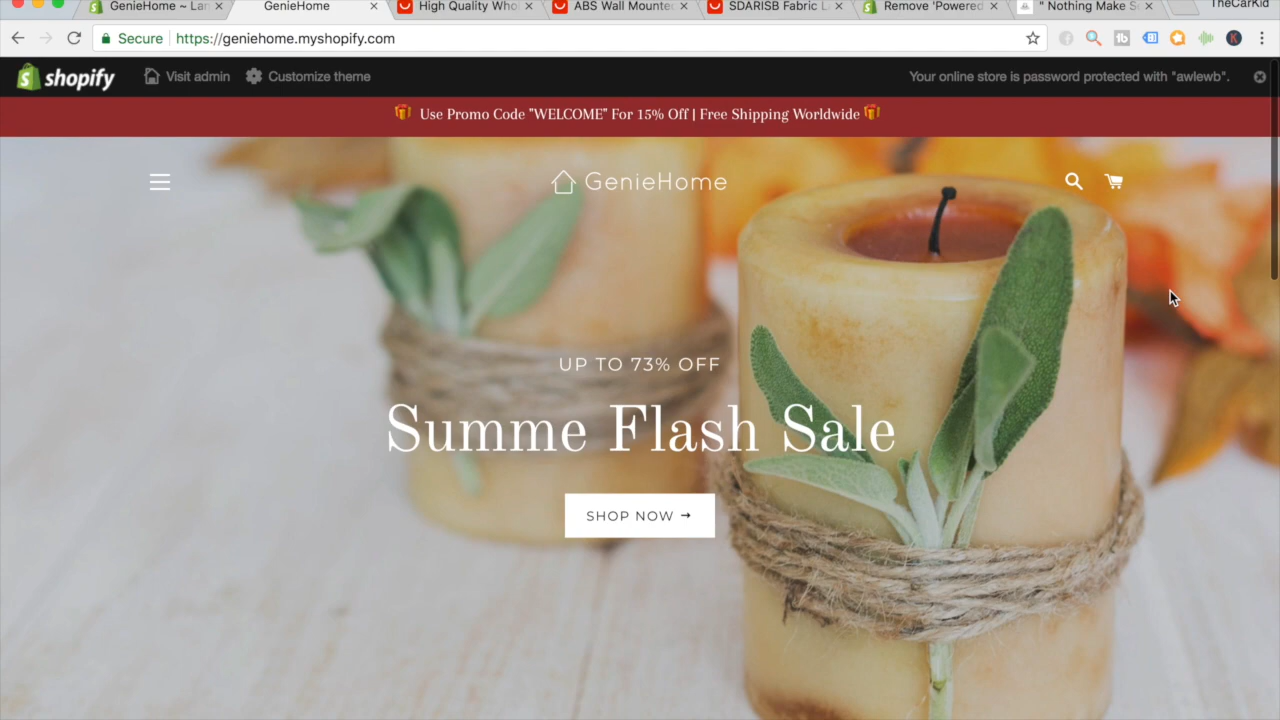 GenieHome ~ Lan
GenieHome
High Quality Who
ABS Wall Mounte
SDARISB Fabric L
Remove 'Powered
" Nothing Make S
TheCarKid
Secure
https://geniehome.myshopify.com
shopify
Visit admin
Customize theme
Your online store is password protected with "awlewb".
Use Promo Code "WELCOME" For 15% Off | Free Shipping Worldwide
GenieHome
UP TO 73% OFF
Summe Flash Sale
SHOP NOW →